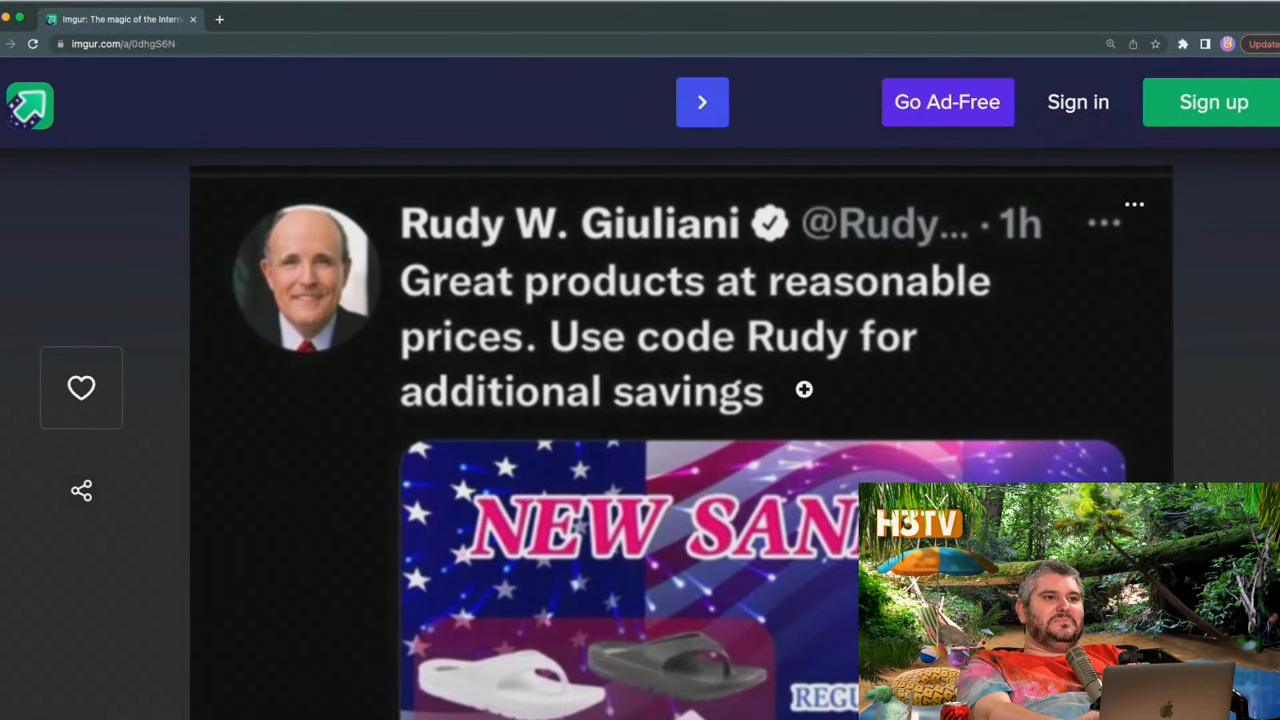 Imgur: The magic of the Intern
imgur.com/a/0dhgS6N
Update
Go Ad-Free
Sign in
Sign up
Rudy W. Giuliani @Rudy... · 1h
Great products at reasonable
prices. Use code Rudy for
additional savings
NEW SAN
REGU
H3TV